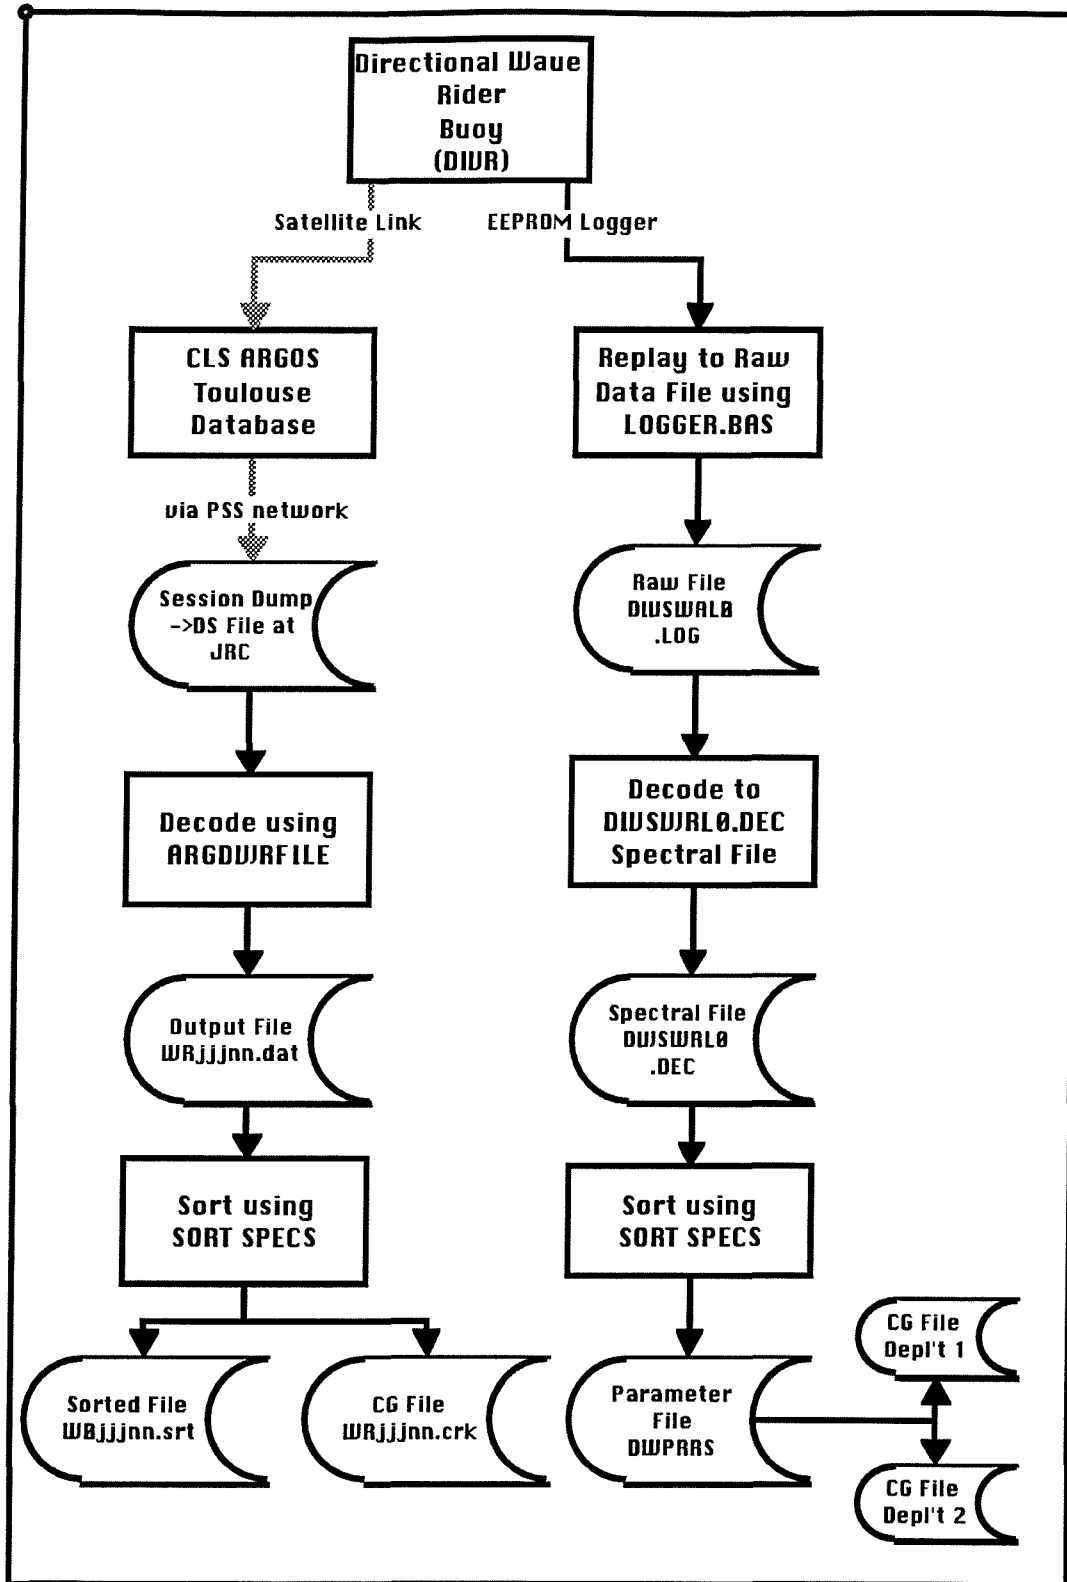 Directional Wave
Rider
Buoy
(DWR)
Satellite Link
EEPROM Logger
CLS ARGOS
Toulouse
Database
Replay to Raw
Data File using
LOGGER.BAS
via PSS network
Session Dump
->DS File at
JRC
Raw File
DWSWAL0
.LOG
Decode using
ARGDWRFILE
Decode to
DWSWRL0.DEC
Spectral File
Output File
WRjjjnn.dat
Spectral File
DWSWRL0
.DEC
Sort using
SORT SPECS
Sort using
SORT SPECS
Sorted File
WBjjjnn.srt
CG File
WRjjjnn.crk
Parameter
File
DWPRRS
CG File
Depl't 1
CG File
Depl't 2